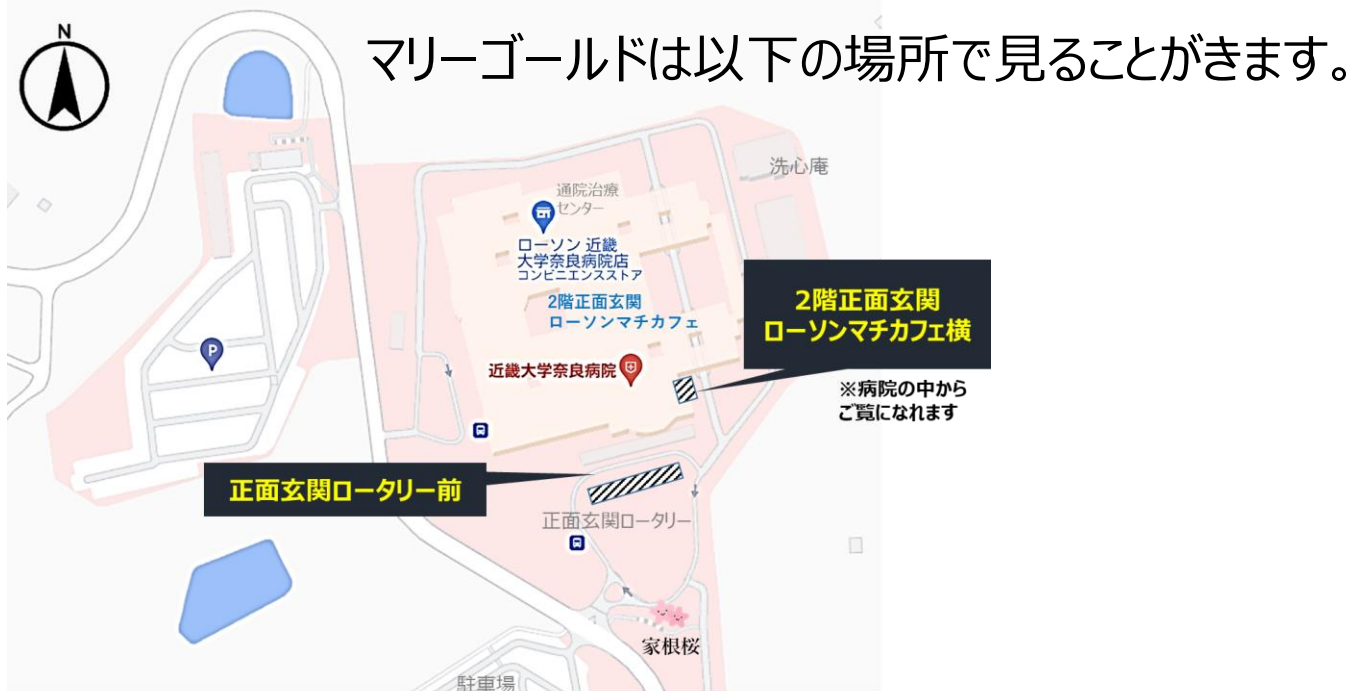 N
マリーゴールドは以下の場所で見ることがきます。
洗心庵
通院治療
センター
ローソン 近畿
大学奈良病院店
コンビニエンスストア
2階正面玄関
ローソンマチカフェ
2階正面玄関
ローソンマチカフェ横
P
近畿大学奈良病院
※病院の中から
ご覧になれます
正面玄関ロータリー前
正面玄関ロータリー
家根桜
駐車場